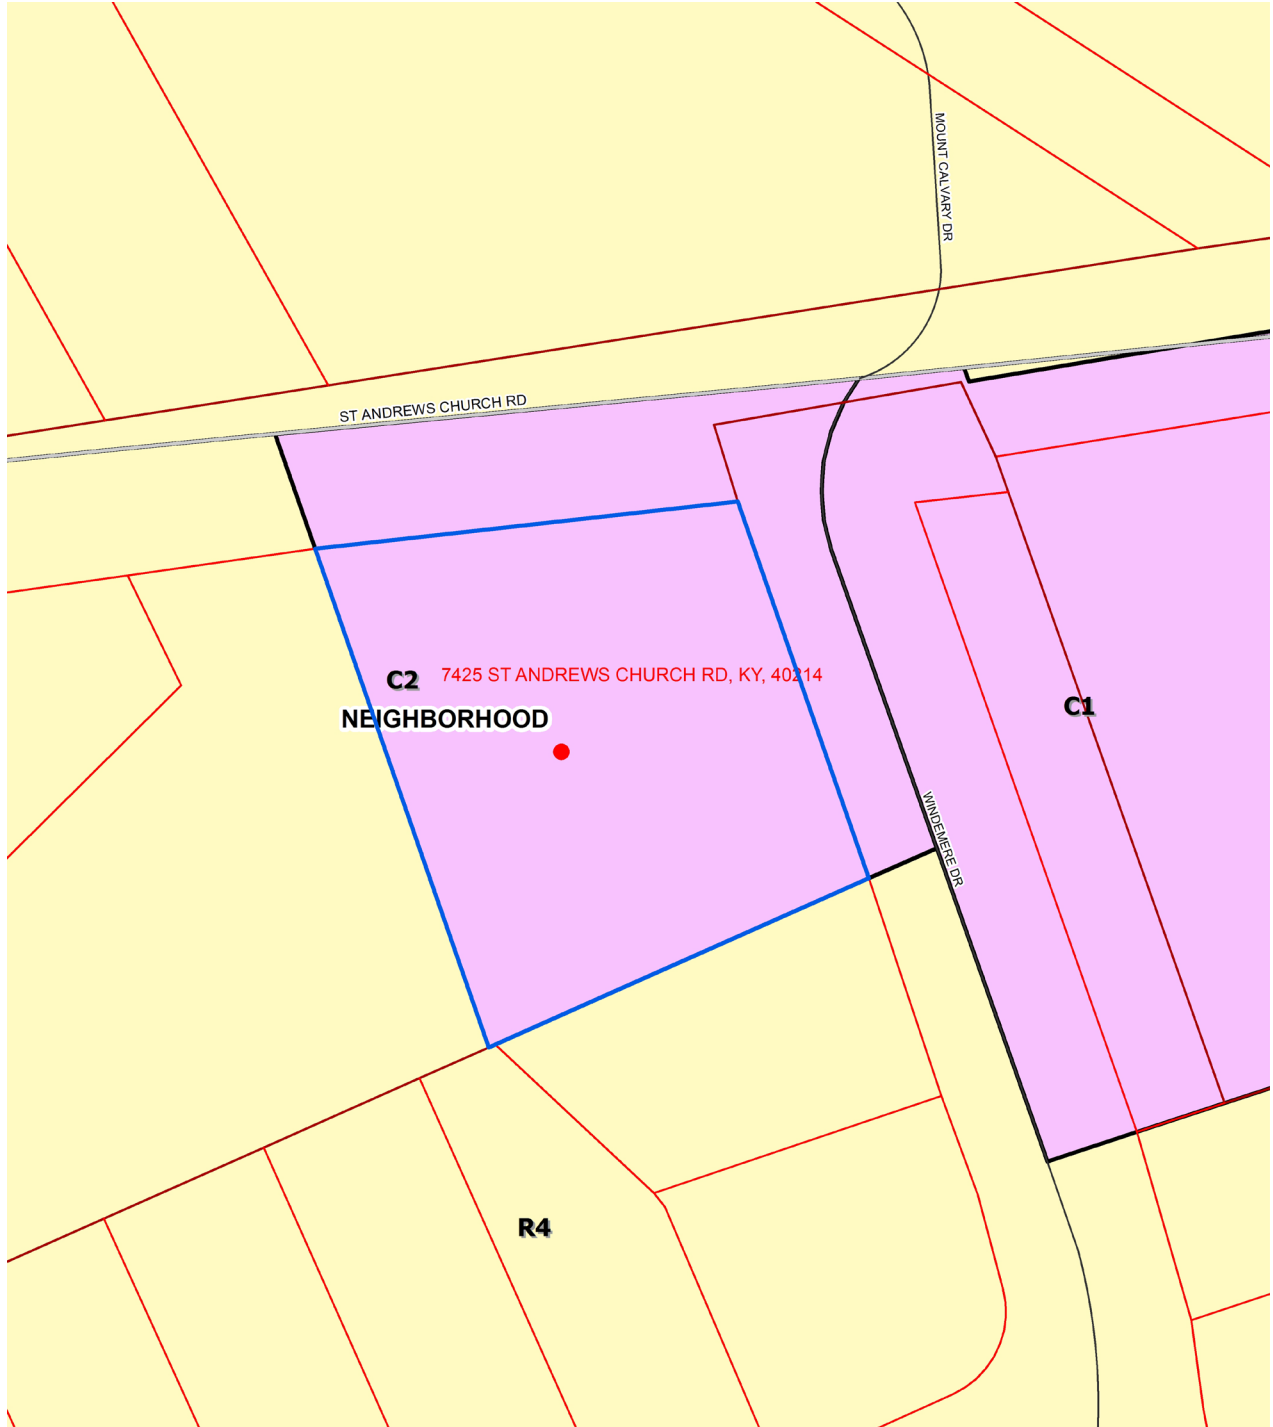 MOUNT CALVARY DR
ST ANDREWS CHURCH RD
C2
7425 ST ANDREWS CHURCH RD, KY, 40214
NEIGHBORHOOD
C1
WINDEMERE DR
R4